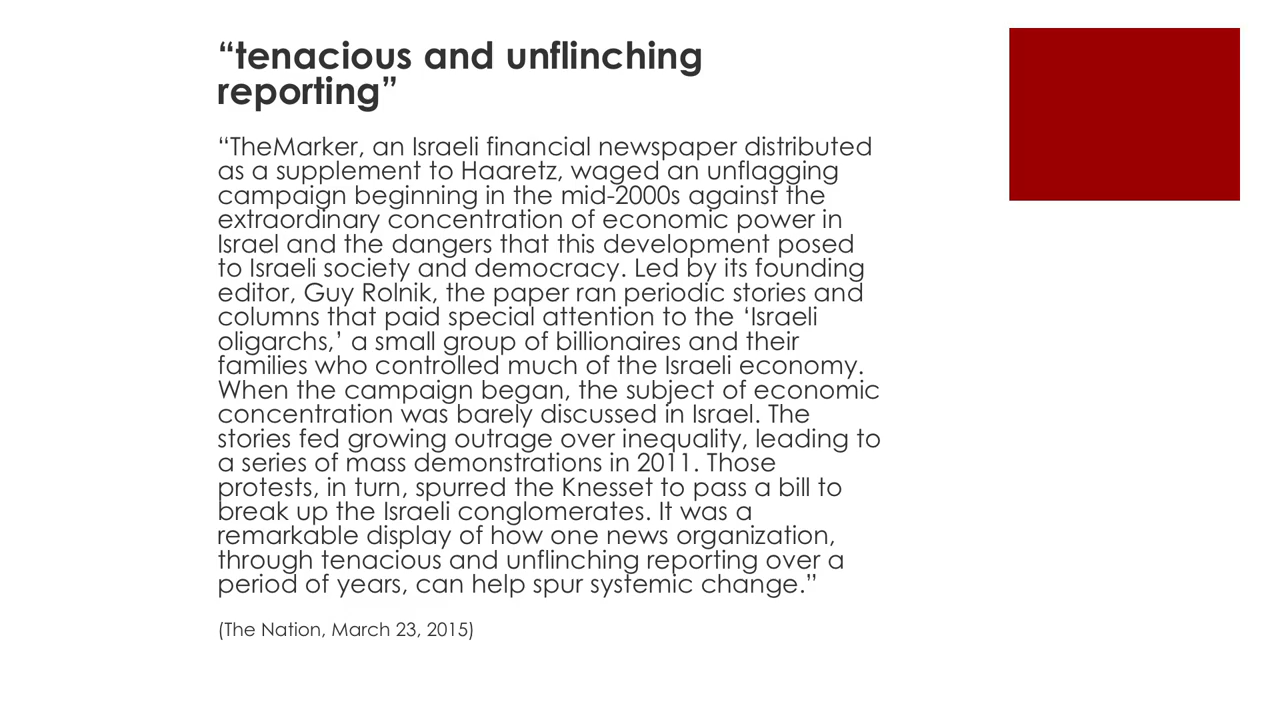 “tenacious and unflinching
reporting”
“TheMarker, an Israeli financial newspaper distributed
as a supplement to Haaretz, waged an unflagging
campaign beginning in the mid-2000s against the
extraordinary concentration of economic power in
Israel and the dangers that this development posed
to Israeli society and democracy. Led by its founding
editor, Guy Rolnik, the paper ran periodic stories and
columns that paid special attention to the ‘Israeli
oligarchs,’ a small group of billionaires and their
families who controlled much of the Israeli economy.
When the campaign began, the subject of economic
concentration was barely discussed in Israel. The
stories fed growing outrage over inequality, leading to
a series of mass demonstrations in 2011. Those
protests, in turn, spurred the Knesset to pass a bill to
break up the Israeli conglomerates. It was a
remarkable display of how one news organization,
through tenacious and unflinching reporting over a
period of years, can help spur systemic change.”
(The Nation, March 23, 2015)